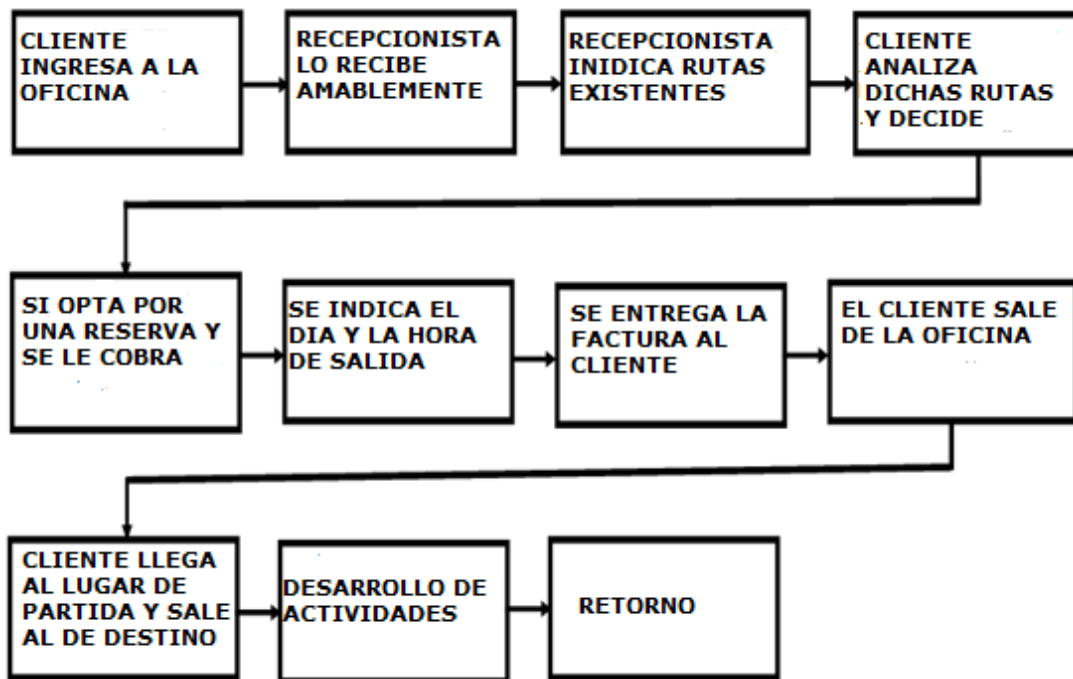 CLIENTE
INGRESA A LA
OFICINA
RECEPCIONISTA
LO RECIBE
AMABLEMENTE
RECEPCIONISTA
INIDICA RUTAS
EXISTENTES
CLIENTE
ANALIZA
DICHAS RUTAS
Y DECIDE
SI OPTA POR
UNA RESERVA Y
SE LE COBRA
SE INDICA EL
DIA Y LA HORA
DE SALIDA
SE ENTREGA LA
FACTURA AL
CLIENTE
EL CLIENTE SALE
DE LA OFICINA
CLIENTE LLEGA
AL LUGAR DE
PARTIDA Y SALE
AL DE DESTINO
DESARROLLO DE
ACTIVIDADES
RETORNO